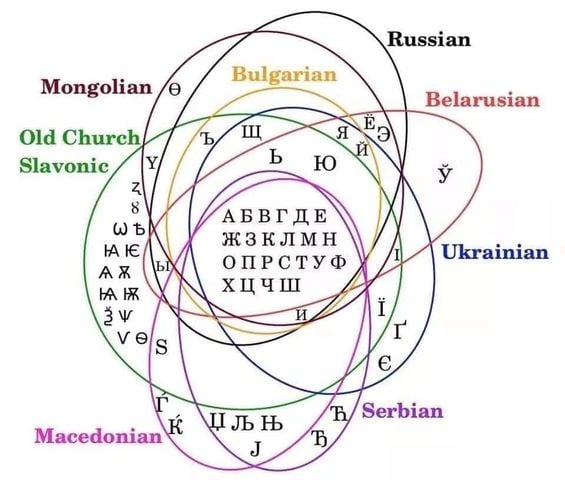 Russian
Mongolian
Ө
Bulgarian
Belarusian
Old Church
Slavonic
Ъ
Щ
Я
Ё
Э
Й
Ү
Ь
Ю
Ў
ꙁ
Ȣ
Ѡ Ѣ
Ꙗ Ѥ
Ѧ Ѫ
Ѩ Ѭ
Ѯ Ѱ
Ѵ Ѳ
Ы
АБВГДЕ
ЖЗКЛМН
ОПРСТУФ
ХЦЧШ
И
І
Ukrainian
Ї
Ґ
Є
Ѕ
Ѓ
Ќ
Џ Љ Њ
Ј
Ћ
Ђ
Serbian
Macedonian